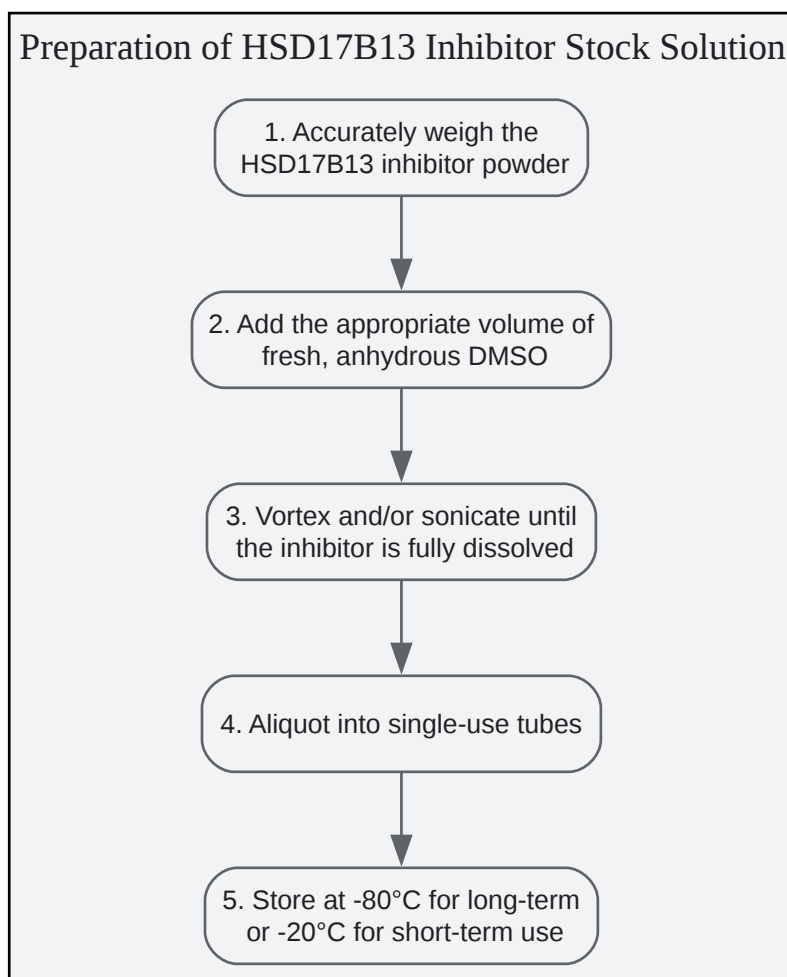 Preparation of HSD17B13 Inhibitor Stock Solution
1. Accurately weigh the
HSD17B13 inhibitor powder
2. Add the appropriate volume of
fresh, anhydrous DMSO
3. Vortex and/or sonicate until
the inhibitor is fully dissolved
4. Aliquot into single-use tubes
5. Store at -80°C for long-term
or -20°C for short-term use